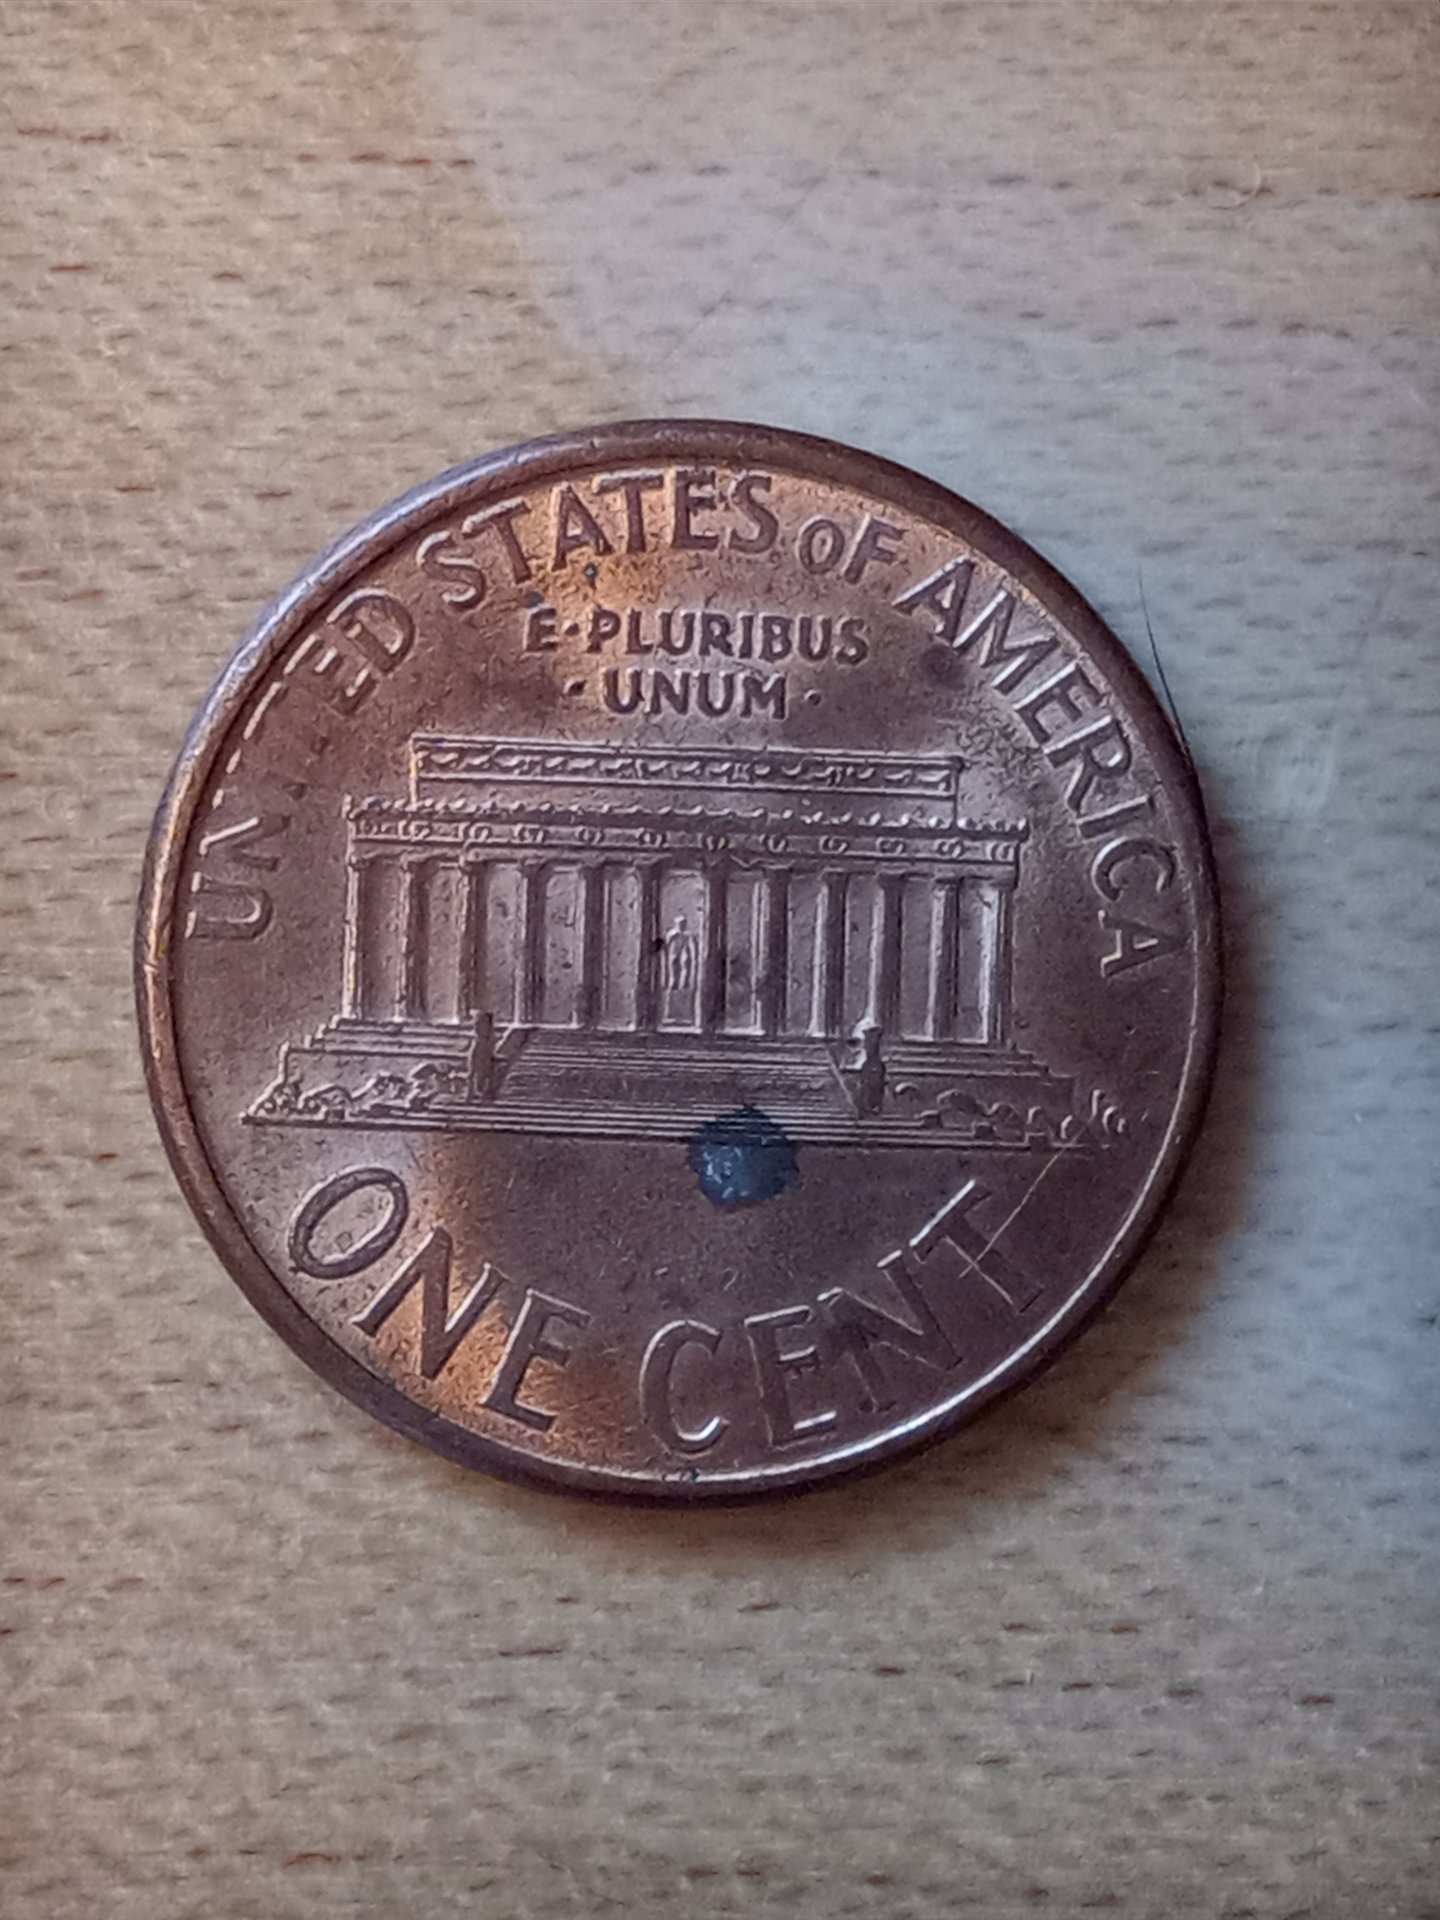 UNITED STATES OF AMERICA
E·PLURIBUS
·UNUM·
ONE CENT